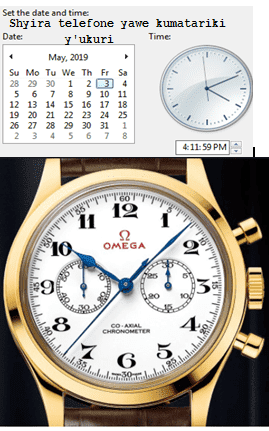 Set the date and time:
Shyira telefone yawe kumatariki
y'ukuri
Date:
Time:
May, 2019
Su Mo Tu We Th Fr Sa
28 29 30 1 2 3 4
5 6 7 8 9 10 11
12 13 14 15 16 17 18
19 20 21 22 23 24 25
26 27 28 29 30 31 1
2 3 4 5 6 7 8
4:11:59 PM
12
11
1
10
2
OMEGA
9
3
8
4
CO-AXIAL
CHRONOMETER
7
5
6